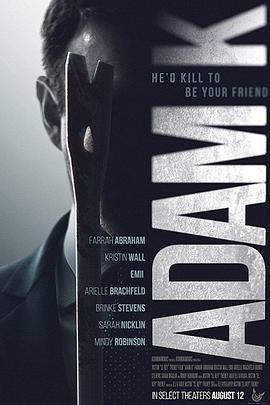 HE'D KILL TO
BE YOUR FRIEND
ADAM K
FARRAH ABRAHAM
KRISTIN WALL
EMII
ARIELLE BRACHFELD
BRINKE STEVENS
SARAH NICKLIN
MINDY ROBINSON
IN SELECT THEATERS AUGUST 12